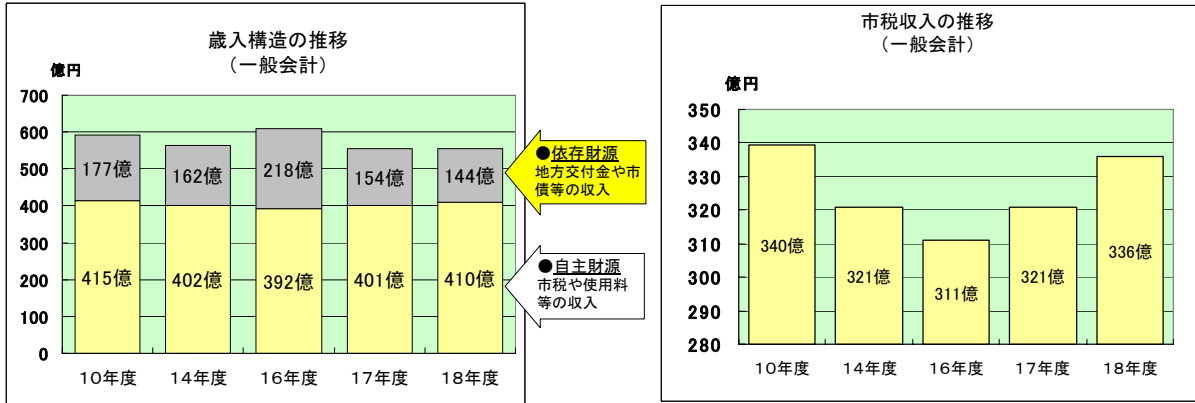 歳入構造の推移
(一般会計)
億円
700
600
500
400
300
200
100
0
177億
162億
218億
154億
144億
415億
402億
392億
401億
410億
10年度
14年度
16年度
17年度
18年度
●依存財源
地方交付金や市
債等の収入
●自主財源
市税や使用料
等の収入
市税収入の推移
(一般会計)
億円
350
340
330
320
310
300
290
280
340億
321億
311億
321億
336億
10年度
14年度
16年度
17年度
18年度